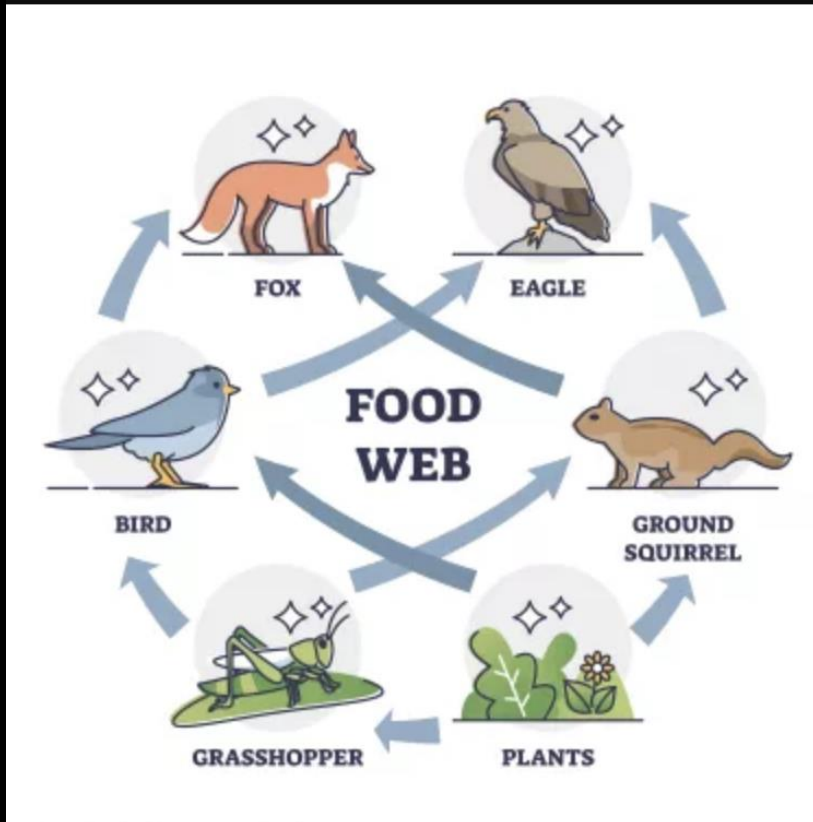 FOX
EAGLE
FOOD
WEB
BIRD
GROUND
SQUIRREL
GRASSHOPPER
PLANTS